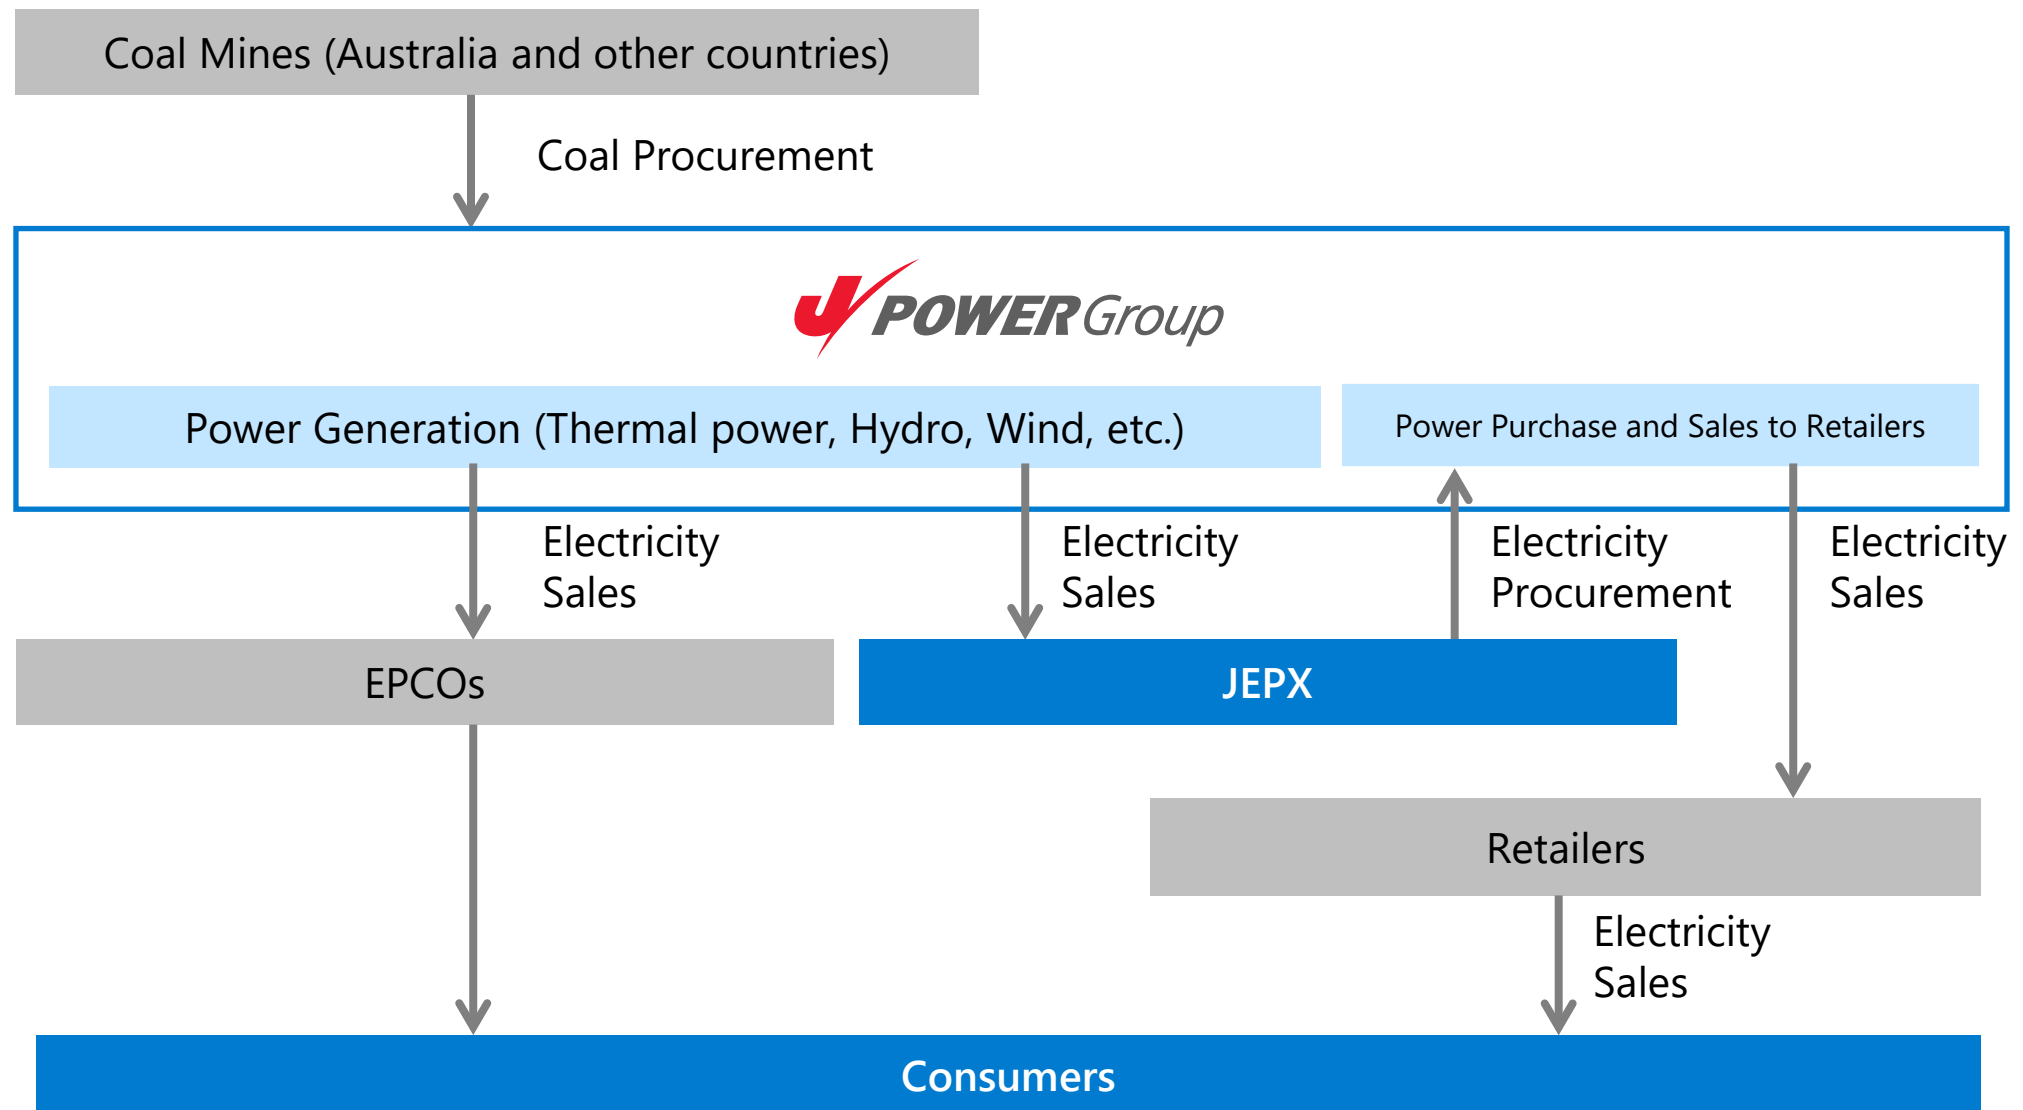 Coal Mines (Australia and other countries)
Coal Procurement
J POWER Group
Power Generation (Thermal power, Hydro, Wind, etc.)
Power Purchase and Sales to Retailers
Electricity
Sales
Electricity
Sales
Electricity
Procurement
Electricity
Sales
EPCOs
JEPX
Retailers
Electricity
Sales
Consumers